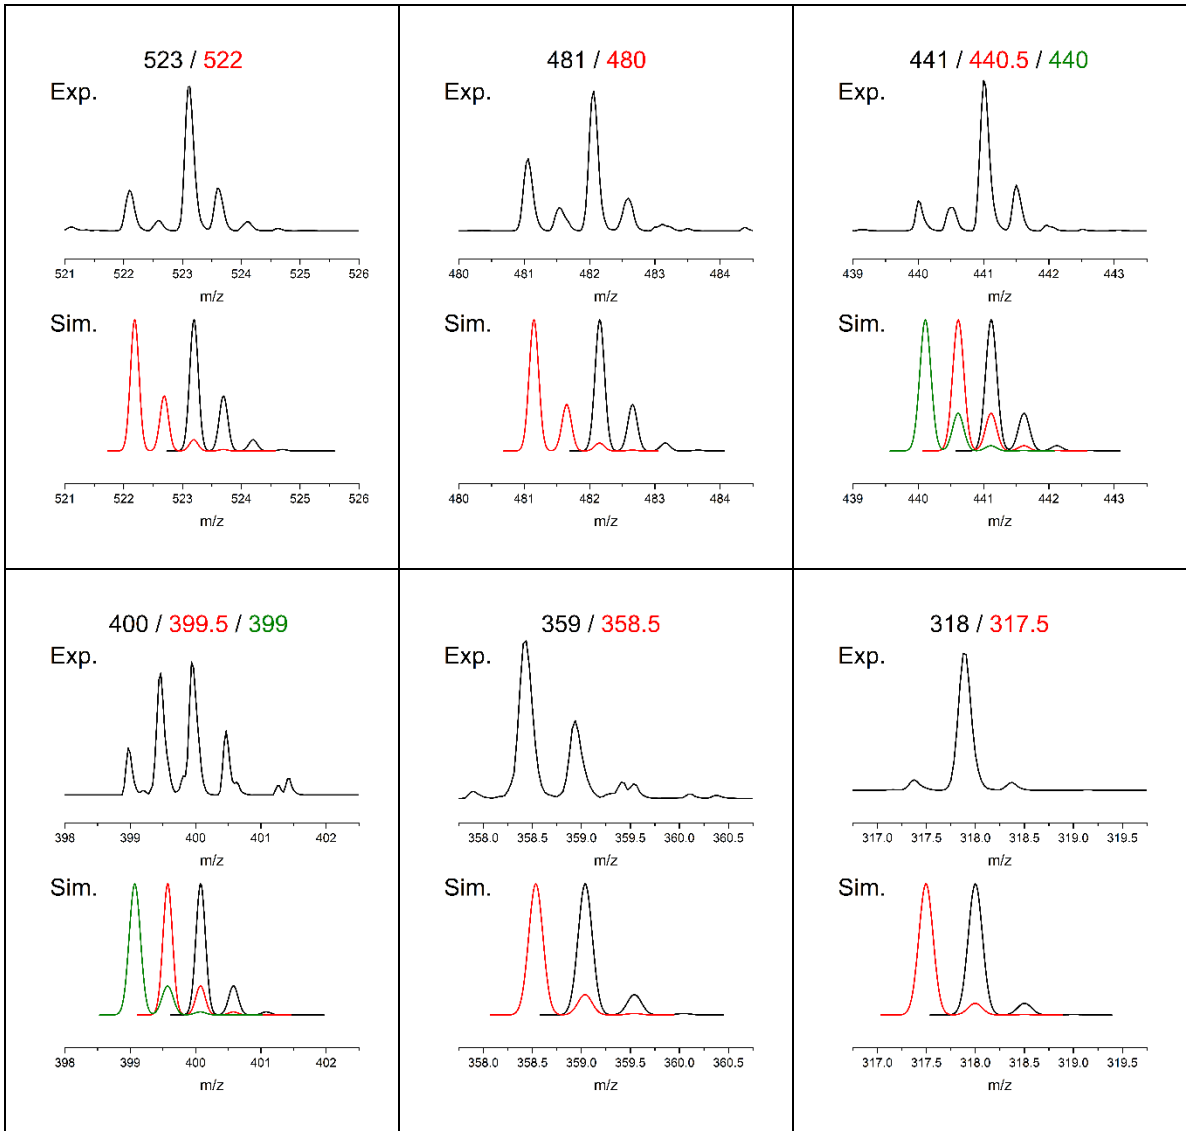 523 / 522
Exp.
521 522 523 524 525 526
m/z
Sim.
521 522 523 524 525 526
m/z
481 / 480
Exp.
480 481 482 483 484
m/z
Sim.
480 481 482 483 484
m/z
441 / 440.5 / 440
Exp.
439 440 441 442 443
m/z
Sim.
439 440 441 442 443
m/z
400 / 399.5 / 399
Exp.
398 399 400 401 402
m/z
Sim.
398 399 400 401 402
m/z
359 / 358.5
Exp.
358.0 358.5 359.0 359.5 360.0 360.5
m/z
Sim.
358.0 358.5 359.0 359.5 360.0 360.5
m/z
318 / 317.5
Exp.
317.0 317.5 318.0 318.5 319.0 319.5
m/z
Sim.
317.0 317.5 318.0 318.5 319.0 319.5
m/z